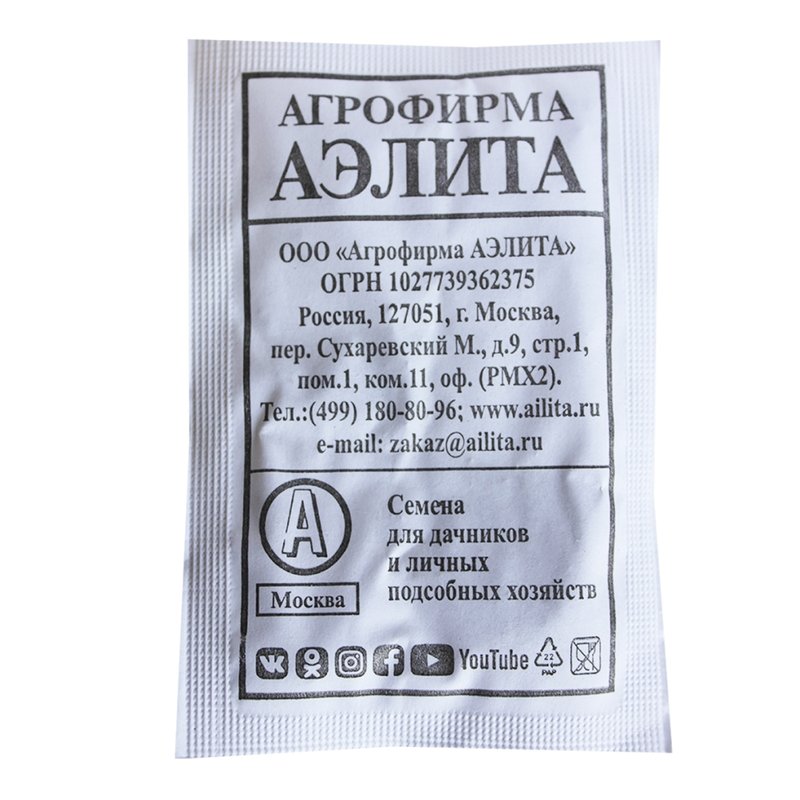 АГРОФИРМА
АЭЛИТА
ООО «Агрофирма АЭЛИТА»
ОГРН 1027739362375
Россия, 127051, г. Москва,
пер. Сухаревский М., д.9, стр.1,
пом.1, ком.11, оф. (РМХ2).
Тел.:(499) 180-80-96; www.ailita.ru
e-mail: zakaz@ailita.ru
А
Москва
Семена
для дачников
и личных
подсобных хозяйств
YouTube
22
PAP